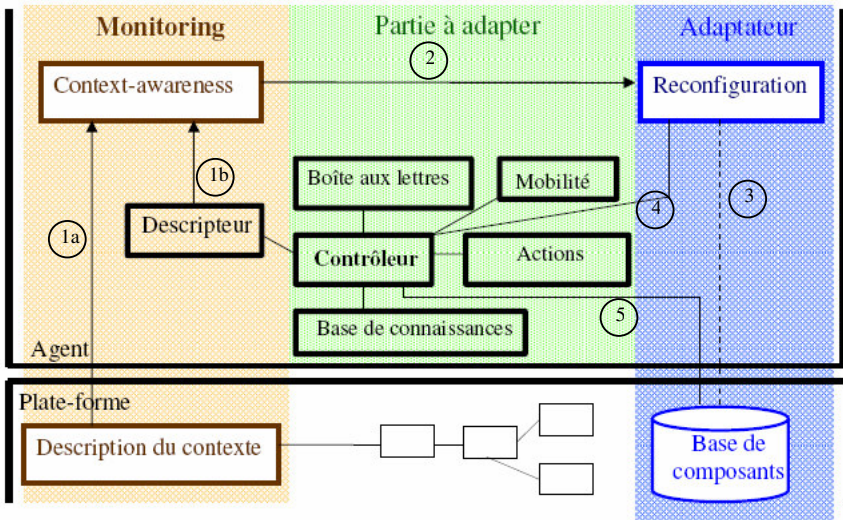 Monitoring
Partie à adapter
Adaptateur
2
Context-awareness
Reconfiguration
1b
Boîte aux lettres
Mobilité
4
3
1a
Descripteur
Contrôleur
Actions
5
Base de connaissances
Agent
Plate-forme
Description du contexte
Base de
composants